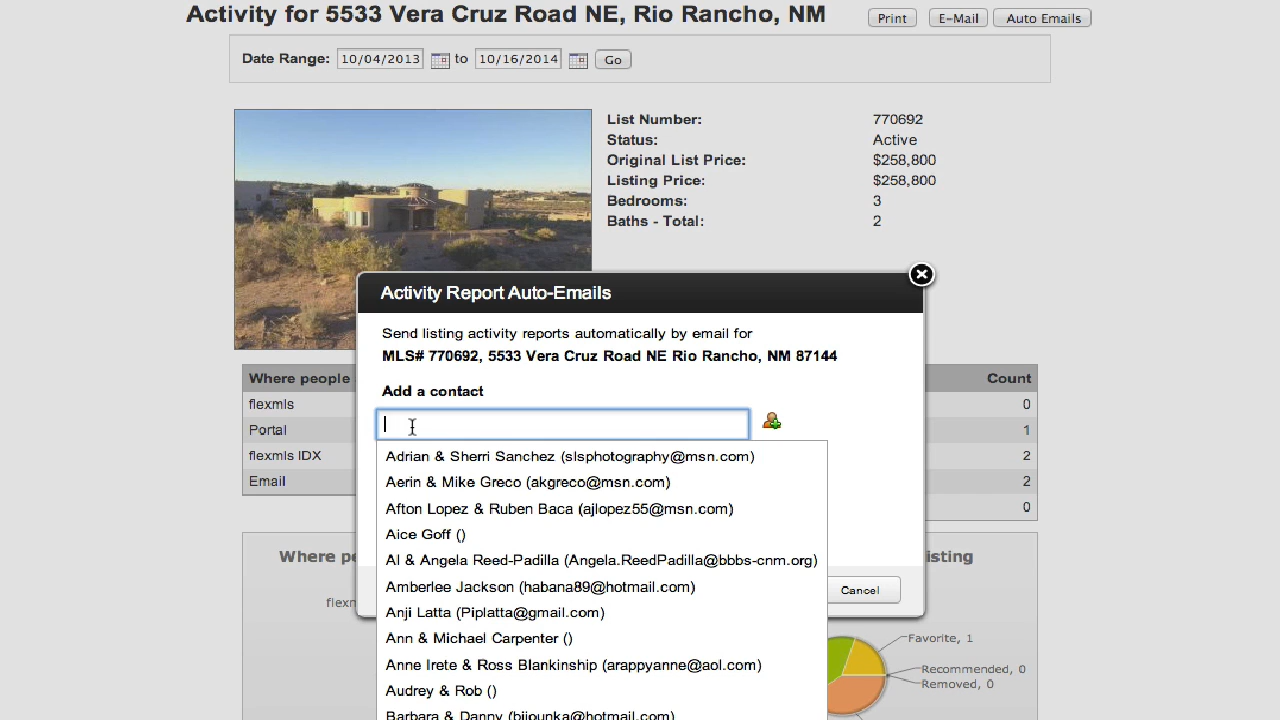 Activity for 5533 Vera Cruz Road NE, Rio Rancho, NM
Print
E-Mail
Auto Emails
Date Range: 10/04/2013 to 10/16/2014 Go
List Number: 770692
Status: Active
Original List Price: $258,800
Listing Price: $258,800
Bedrooms: 3
Baths - Total: 2
Activity Report Auto-Emails
Send listing activity reports automatically by email for
MLS# 770692, 5533 Vera Cruz Road NE Rio Rancho, NM 87144
Add a contact
Adrian & Sherri Sanchez (slsphotography@msn.com)
Aerin & Mike Greco (akgreco@msn.com)
Afton Lopez & Ruben Baca (ajlopez55@msn.com)
Aice Goff ()
Al & Angela Reed-Padilla (Angela.ReedPadilla@bbbs-cnm.org)
Amberlee Jackson (habana89@hotmail.com)
Anji Latta (Piplatta@gmail.com)
Ann & Michael Carpenter ()
Anne Irete & Ross Blankinship (arappyanne@aol.com)
Audrey & Rob ()
Barbara & Danny (bijounka@hotmail.com)
Cancel
Where people
Count
flexmls 0
Portal 1
flexmls IDX 2
Email 2
0
Where pe
isting
flexn
Favorite, 1
Recommended, 0
Removed, 0